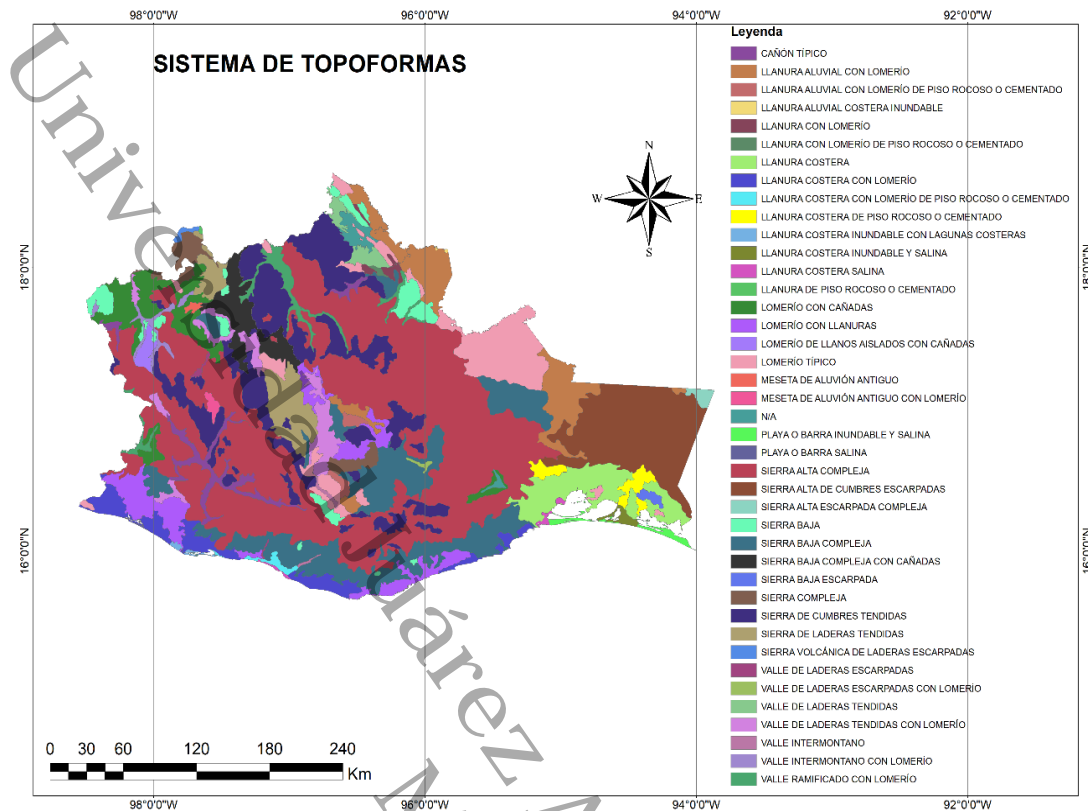 98°0'0"W 96°0'0"W 94°0'0"W 92°0'0"W
SISTEMA DE TOPOFORMAS
N
W E
S
18°0'0"N
16°0'0"N
18°0'0"N
16°0'0"N
Leyenda
CAÑÓN TÍPICO
LLANURA ALUVIAL CON LOMERÍO
LLANURA ALUVIAL CON LOMERÍO DE PISO ROCOSO O CEMENTADO
LLANURA ALUVIAL COSTERA INUNDABLE
LLANURA CON LOMERÍO
LLANURA CON LOMERÍO DE PISO ROCOSO O CEMENTADO
LLANURA COSTERA
LLANURA COSTERA CON LOMERÍO
LLANURA COSTERA CON LOMERÍO DE PISO ROCOSO O CEMENTADO
LLANURA COSTERA DE PISO ROCOSO O CEMENTADO
LLANURA COSTERA INUNDABLE CON LAGUNAS COSTERAS
LLANURA COSTERA INUNDABLE Y SALINA
LLANURA COSTERA SALINA
LLANURA DE PISO ROCOSO O CEMENTADO
LOMERÍO CON CAÑADAS
LOMERÍO CON LLANURAS
LOMERÍO DE LLANOS AISLADOS CON CAÑADAS
LOMERÍO TÍPICO
MESETA DE ALUVIÓN ANTIGUO
MESETA DE ALUVIÓN ANTIGUO CON LOMERÍO
N/A
PLAYA O BARRA INUNDABLE Y SALINA
PLAYA O BARRA SALINA
SIERRA ALTA COMPLEJA
SIERRA ALTA DE CUMBRES ESCARPADAS
SIERRA ALTA ESCARPADA COMPLEJA
SIERRA BAJA
SIERRA BAJA COMPLEJA
SIERRA BAJA COMPLEJA CON CAÑADAS
SIERRA BAJA ESCARPADA
SIERRA COMPLEJA
SIERRA DE CUMBRES TENDIDAS
SIERRA DE LADERAS TENDIDAS
SIERRA VOLCÁNICA DE LADERAS ESCARPADAS
VALLE DE LADERAS ESCARPADAS
VALLE DE LADERAS ESCARPADAS CON LOMERÍO
VALLE DE LADERAS TENDIDAS
VALLE DE LADERAS TENDIDAS CON LOMERÍO
VALLE INTERMONTANO
VALLE INTERMONTANO CON LOMERÍO
VALLE RAMIFICADO CON LOMERÍO
0 30 60 120 180 240
Km
98°0'0"W 96°0'0"W 94°0'0"W 92°0'0"W